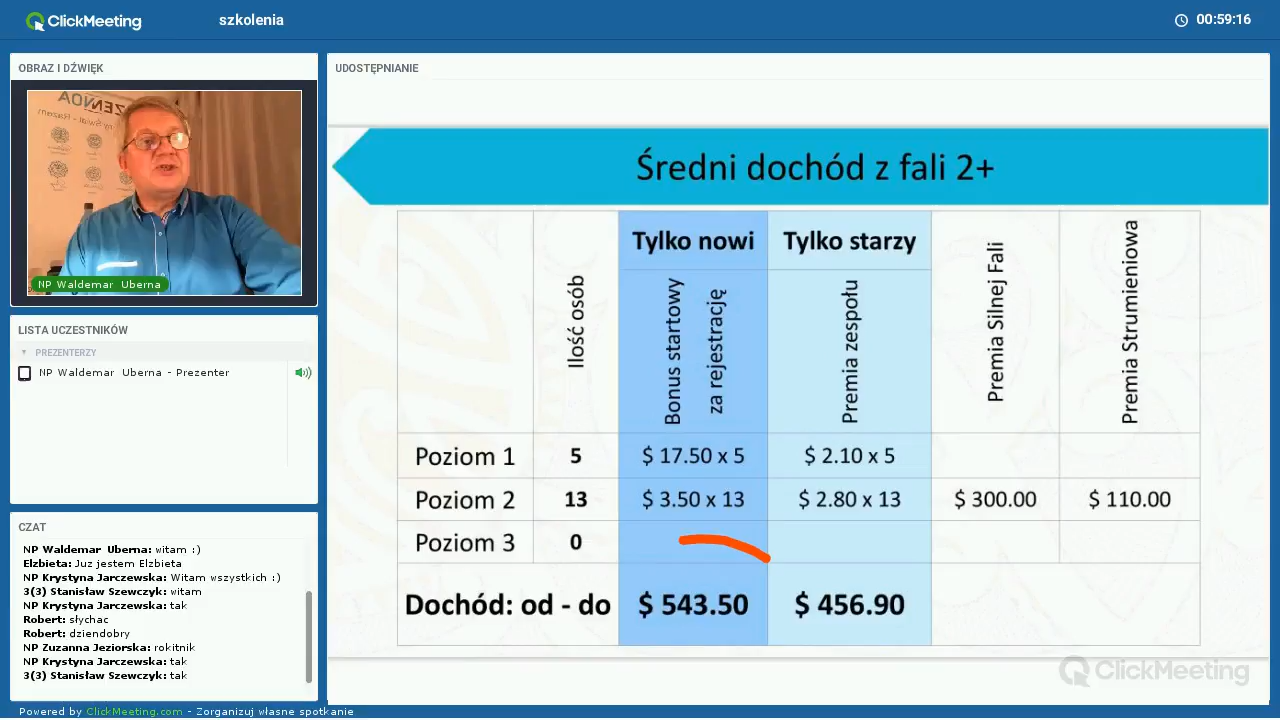 ClickMeeting
szkolenia
00:59:16
OBRAZ I DŹWIĘK
NP Waldemar Uberna
LISTA UCZESTNIKÓW
PREZENTERZY
NP Waldemar Uberna - Prezenter
CZAT
NP Waldemar Uberna: witam :)
Elzbieta: Juz jestem Elzbieta
NP Krystyna Jarczewska: Witam wszystkich :)
3(3) Stanisław Szewczyk: witam
NP Krystyna Jarczewska: tak
Robert: słychac
Robert: dziendobry
NP Zuzanna Jeziorska: rokitnik
NP Krystyna Jarczewska: tak
3(3) Stanisław Szewczyk: tak
UDOSTĘPNIANIE
Średni dochód z fali 2+
Ilość osób
Tylko nowi
Bonus startowy
za rejestrację
Tylko starzy
Premia zespołu
Premia Silnej Fali
Premia Strumieniowa
Poziom 1 5 $ 17.50 x 5 $ 2.10 x 5
Poziom 2 13 $ 3.50 x 13 $ 2.80 x 13 $ 300.00 $ 110.00
Poziom 3 0
Dochód: od - do $ 543.50 $ 456.90
ClickMeeting
Powered by ClickMeeting.com - Zorganizuj własne spotkanie